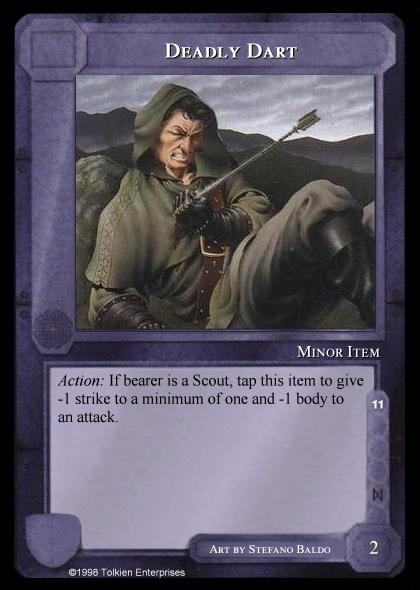 DEADLY DART
MINOR ITEM
Action: If bearer is a Scout, tap this item to give
-1 strike to a minimum of one and -1 body to
an attack.
11
ART BY STEFANO BALDO
2
©1998 Tolkien Enterprises